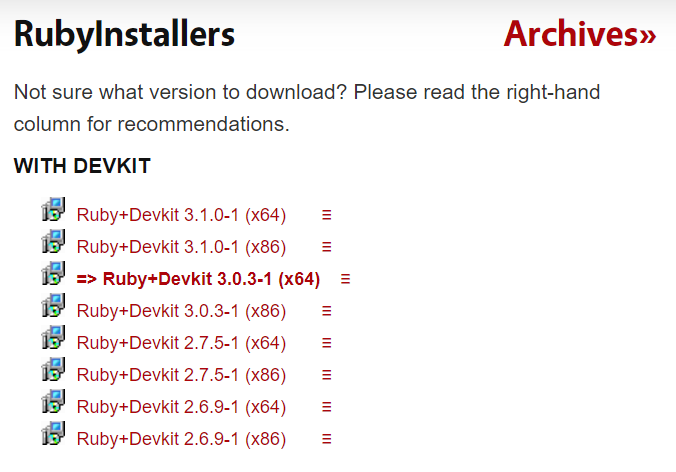 RubyInstallers
Archives»
Not sure what version to download? Please read the right-hand
column for recommendations.
WITH DEVKIT
Ruby+Devkit 3.1.0-1 (x64)
Ruby+Devkit 3.1.0-1 (x86)
=> Ruby+Devkit 3.0.3-1 (x64)
Ruby+Devkit 3.0.3-1 (x86)
Ruby+Devkit 2.7.5-1 (x64)
Ruby+Devkit 2.7.5-1 (x86)
Ruby+Devkit 2.6.9-1 (x64)
Ruby+Devkit 2.6.9-1 (x86)